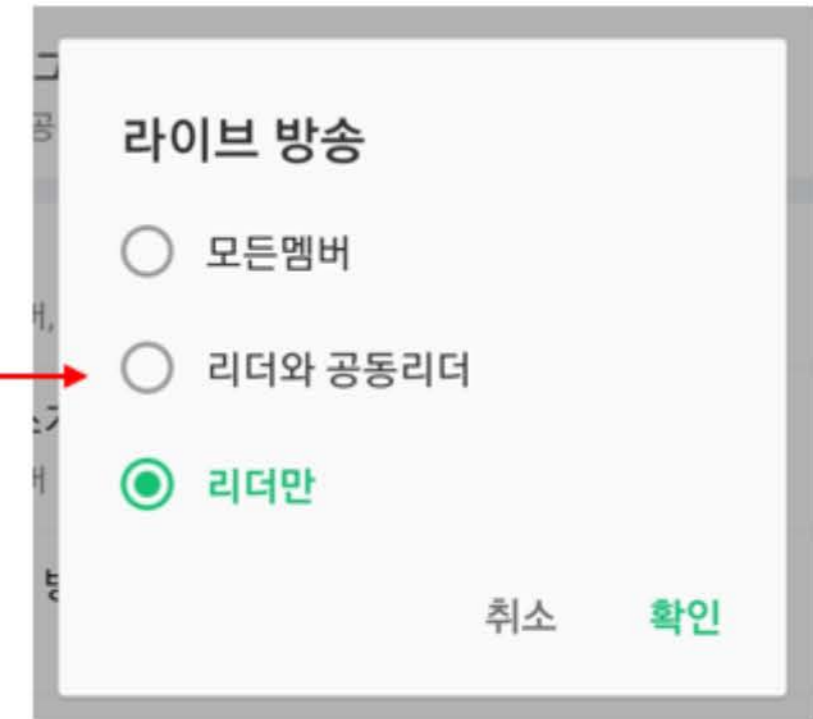 라이브 방송
모든멤버
리더와 공동리더
리더만
취소 확인